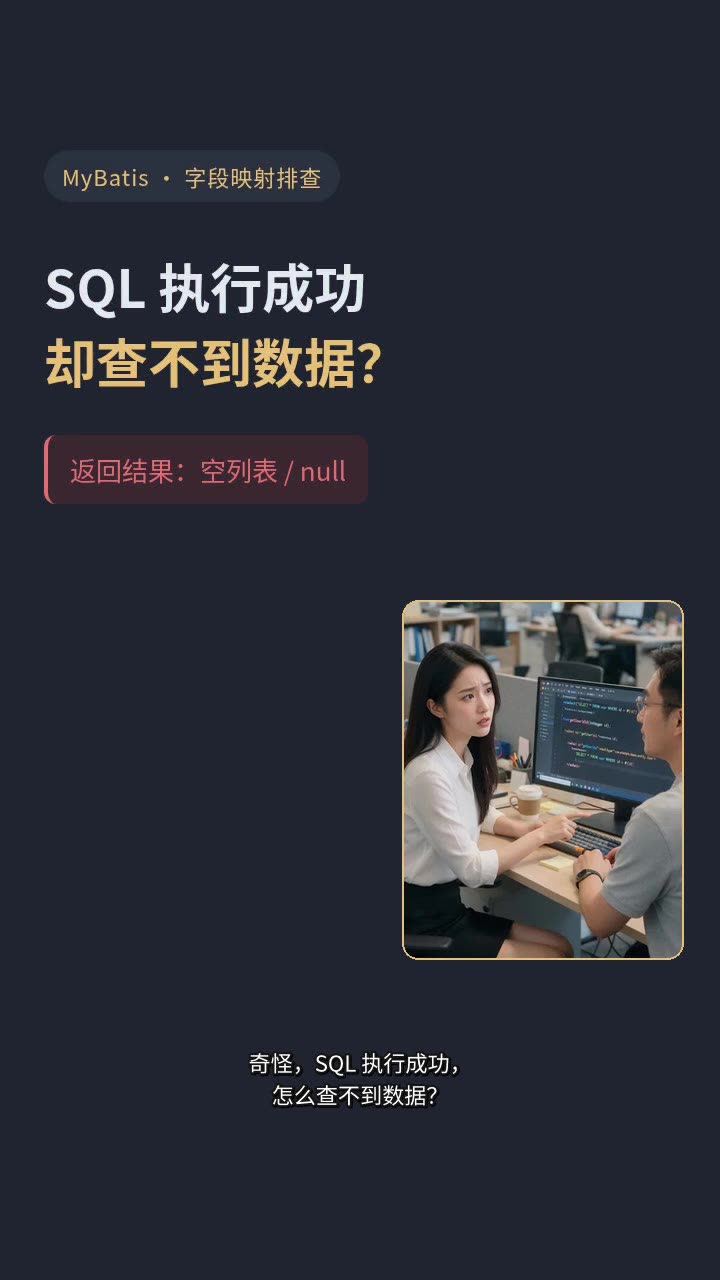 MyBatis · 字段映射排查
SQL 执行成功
却查不到数据？
返回结果：空列表 / null
奇怪，SQL 执行成功，
怎么查不到数据？